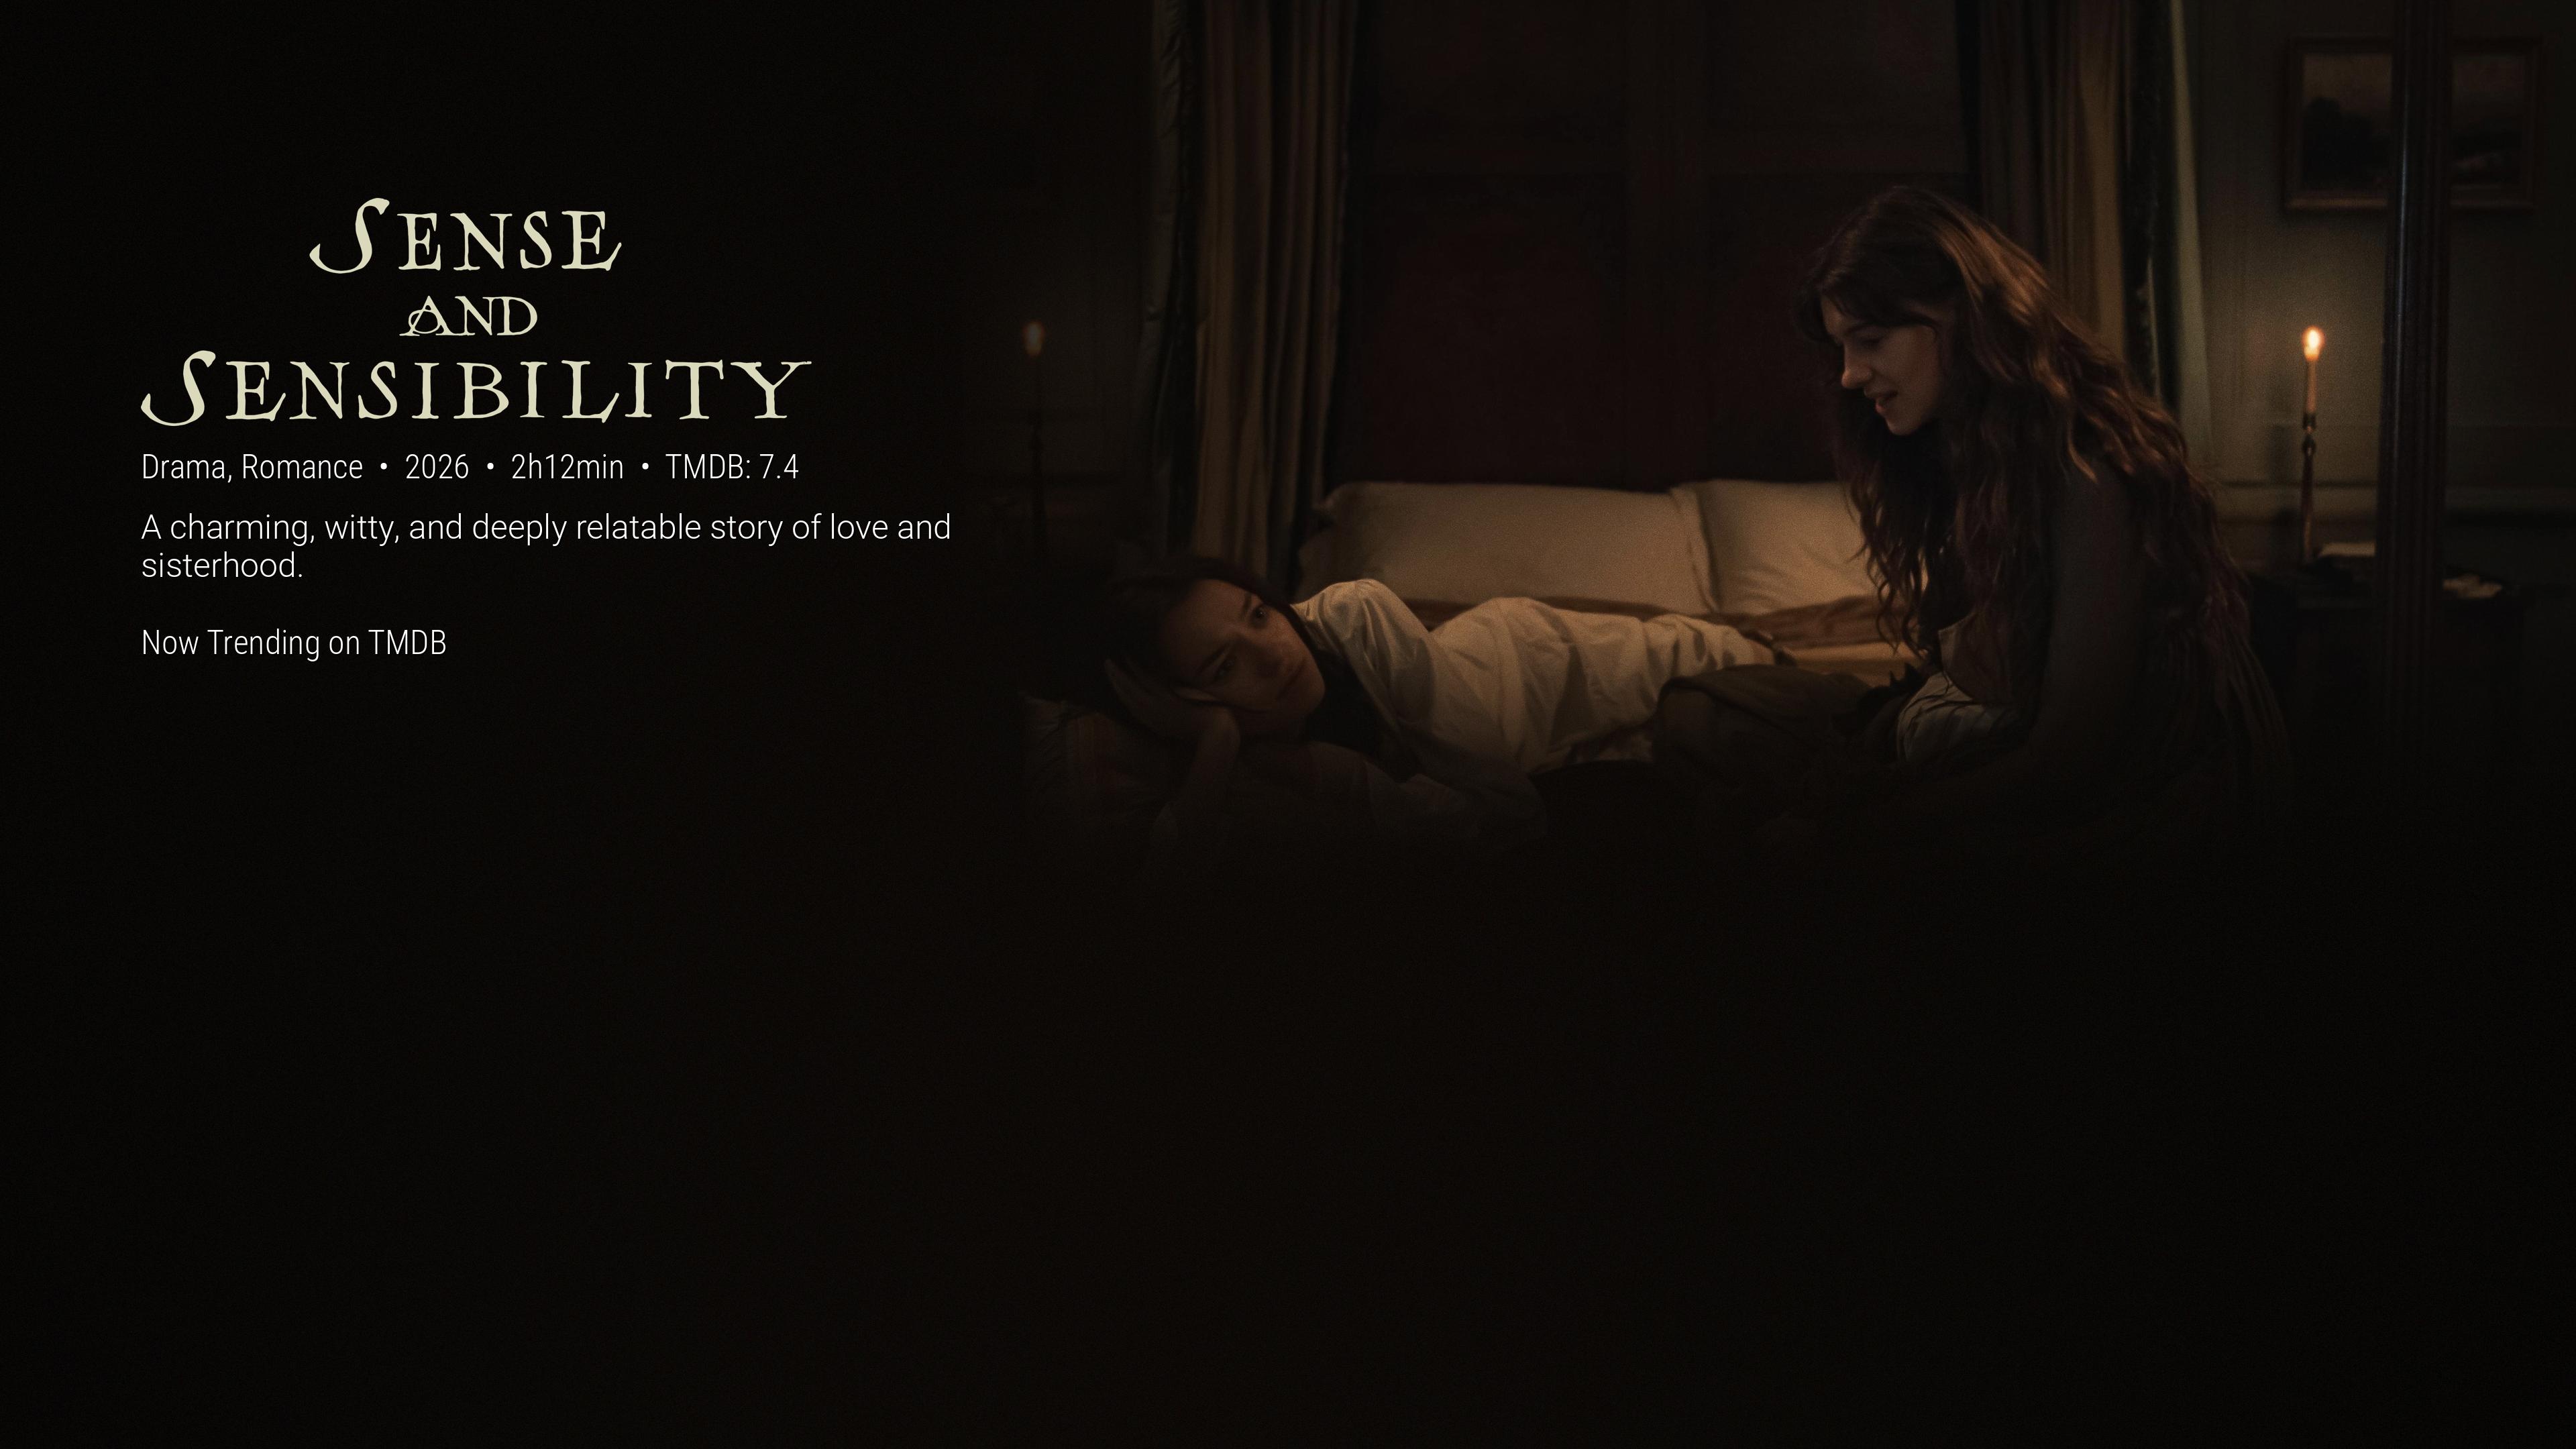 SENSE
AND
SENSIBILITY
Drama, Romance • 2026 • 2h12min • TMDB: 7.4
A charming, witty, and deeply relatable story of love and
sisterhood.
Now Trending on TMDB